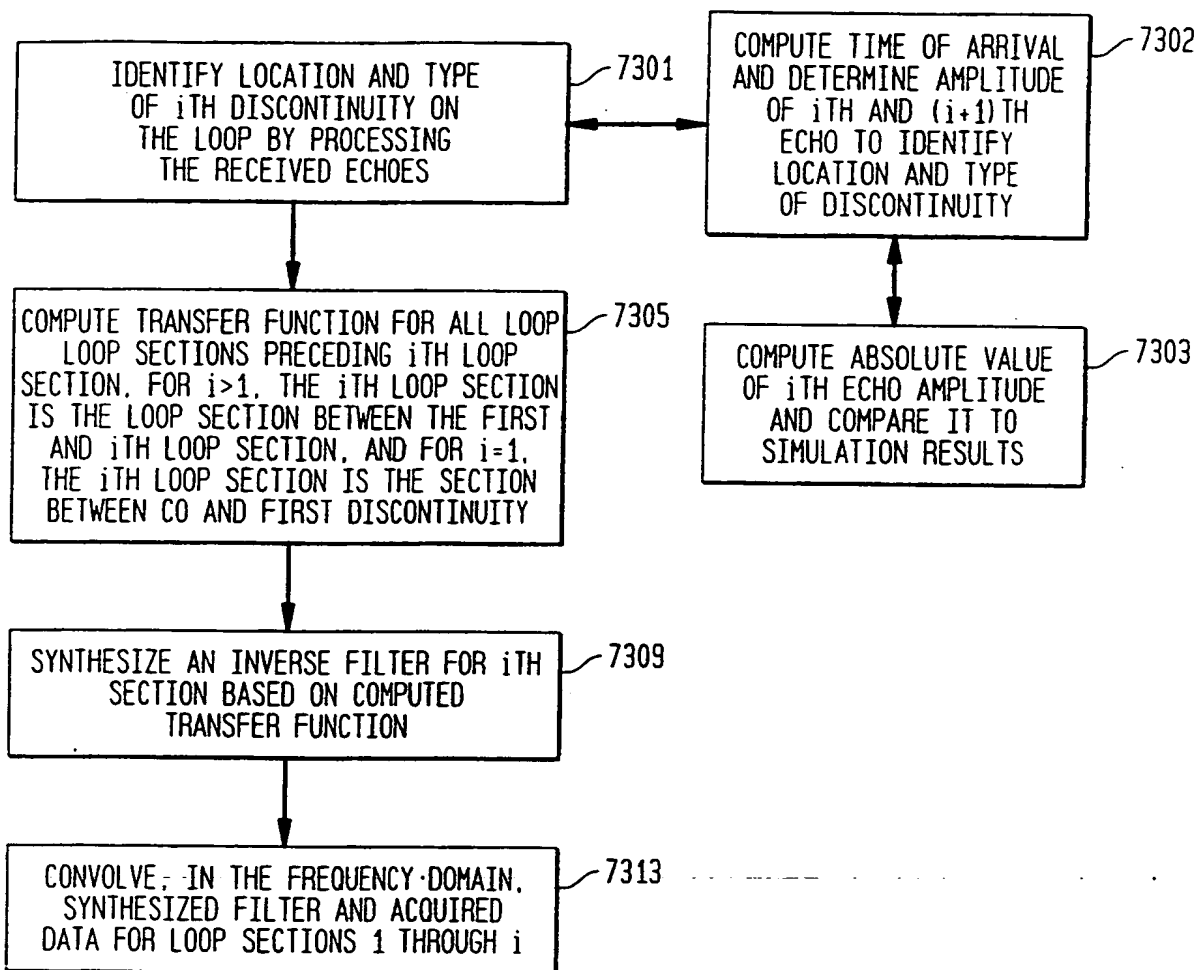 IDENTIFY LOCATION AND TYPE
OF iTH DISCONTINUITY ON
THE LOOP BY PROCESSING
THE RECEIVED ECHOES
7301
COMPUTE TIME OF ARRIVAL
AND DETERMINE AMPLITUDE
OF iTH AND (i+1)TH
ECHO TO IDENTIFY
LOCATION AND TYPE
OF DISCONTINUITY
7302
COMPUTE TRANSFER FUNCTION FOR ALL LOOP
LOOP SECTIONS PRECEDING iTH LOOP
SECTION. FOR i>1, THE iTH LOOP SECTION
IS THE LOOP SECTION BETWEEN THE FIRST
AND iTH LOOP SECTION, AND FOR i=1,
THE iTH LOOP SECTION IS THE SECTION
BETWEEN CO AND FIRST DISCONTINUITY
7305
COMPUTE ABSOLUTE VALUE
OF iTH ECHO AMPLITUDE
AND COMPARE IT TO
SIMULATION RESULTS
7303
SYNTHESIZE AN INVERSE FILTER FOR iTH
SECTION BASED ON COMPUTED
TRANSFER FUNCTION
7309
CONVOLVE, IN THE FREQUENCY DOMAIN,
SYNTHESIZED FILTER AND ACQUIRED
DATA FOR LOOP SECTIONS 1 THROUGH i
7313